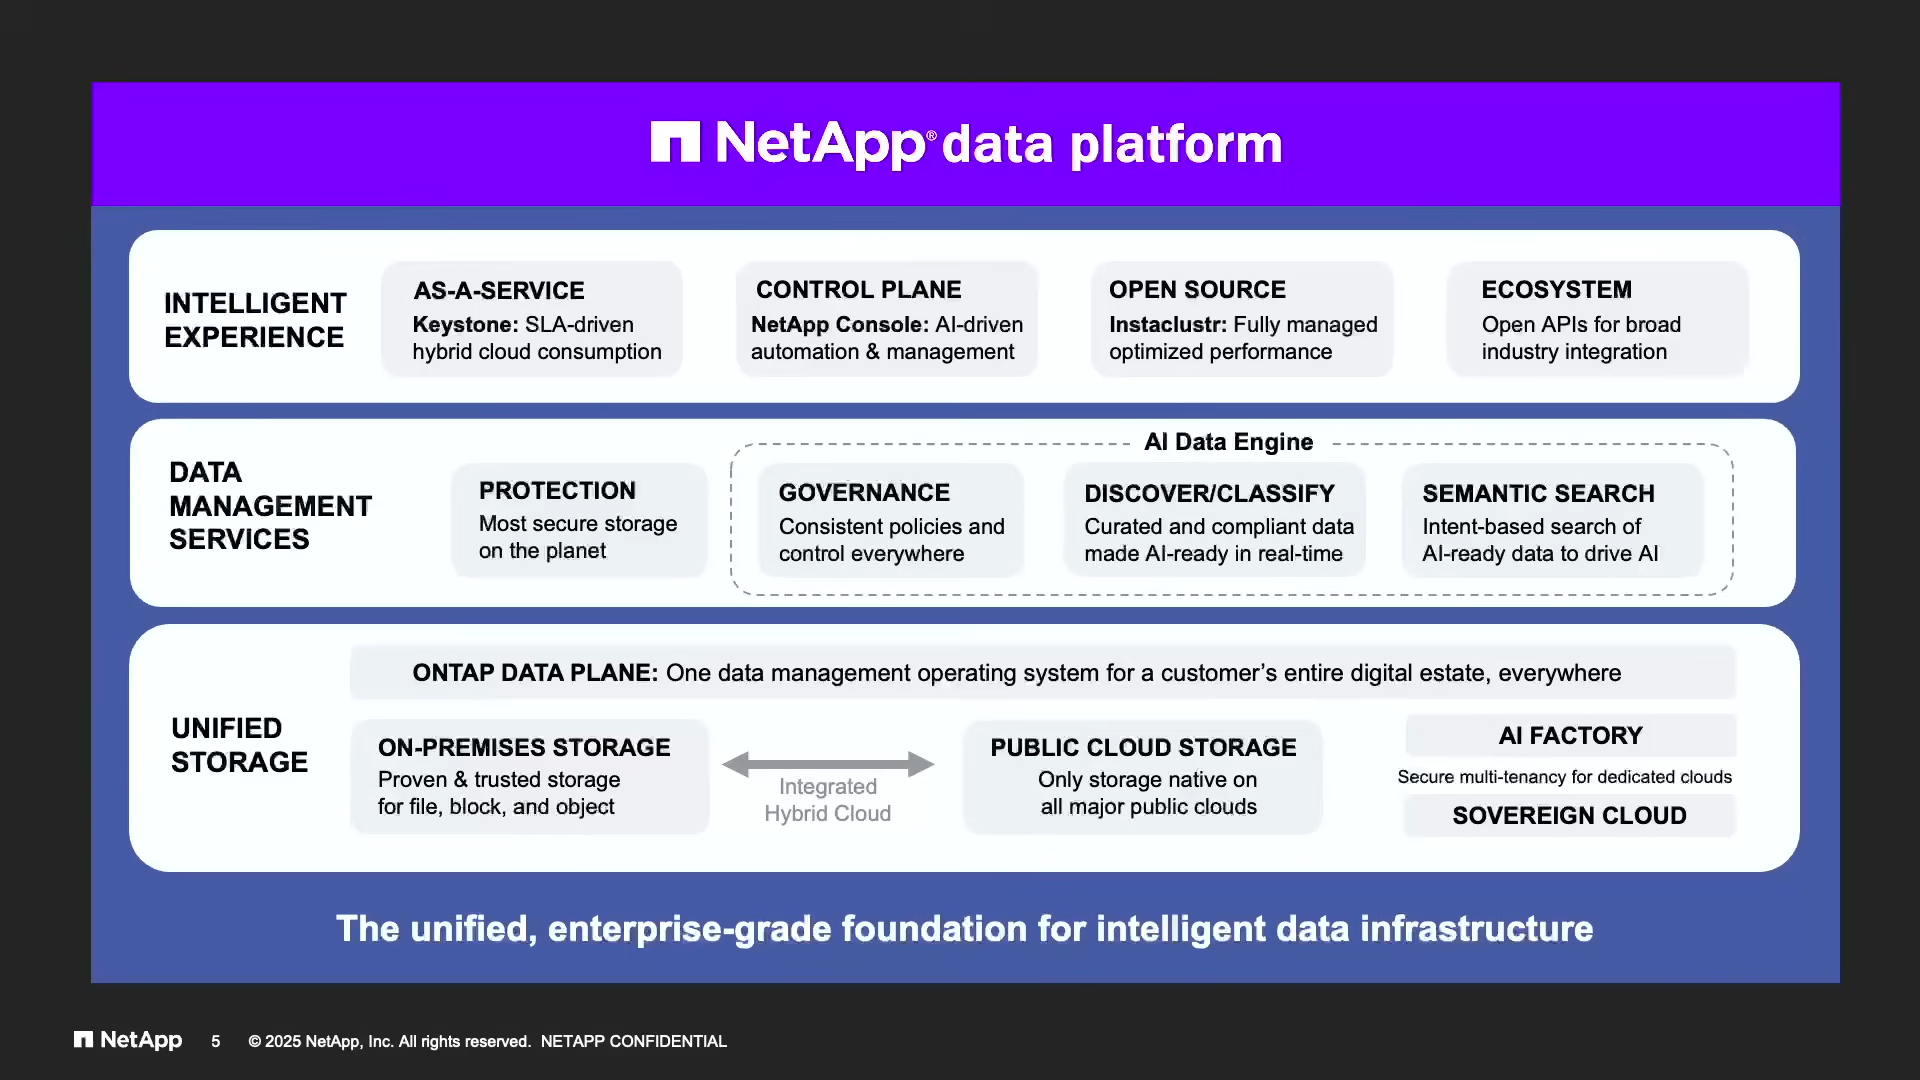 NetApp® data platform
INTELLIGENT
EXPERIENCE
AS-A-SERVICE
Keystone: SLA-driven
hybrid cloud consumption
CONTROL PLANE
NetApp Console: AI-driven
automation & management
OPEN SOURCE
Instaclustr: Fully managed
optimized performance
ECOSYSTEM
Open APIs for broad
industry integration
DATA
MANAGEMENT
SERVICES
PROTECTION
Most secure storage
on the planet
AI Data Engine
GOVERNANCE
Consistent policies and
control everywhere
DISCOVER/CLASSIFY
Curated and compliant data
made AI-ready in real-time
SEMANTIC SEARCH
Intent-based search of
AI-ready data to drive AI
UNIFIED
STORAGE
ONTAP DATA PLANE: One data management operating system for a customer’s entire digital estate, everywhere
ON-PREMISES STORAGE
Proven & trusted storage
for file, block, and object
Integrated
Hybrid Cloud
PUBLIC CLOUD STORAGE
Only storage native on
all major public clouds
AI FACTORY
Secure multi-tenancy for dedicated clouds
SOVEREIGN CLOUD
The unified, enterprise-grade foundation for intelligent data infrastructure
NetApp 5 © 2025 NetApp, Inc. All rights reserved. NETAPP CONFIDENTIAL